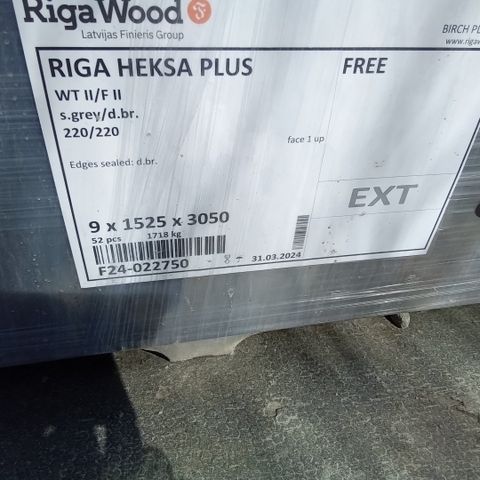 RigaWood
Latvijas Finieris Group
BIRCH PL
www.rigaw
RIGA HEKSA PLUS
FREE
WT II/F II
s.grey/d.br.
220/220
face 1 up
Edges sealed: d.br.
EXT
9 x 1525 x 3050
52 pcs 1718 kg
F24-022750
31.03.2024